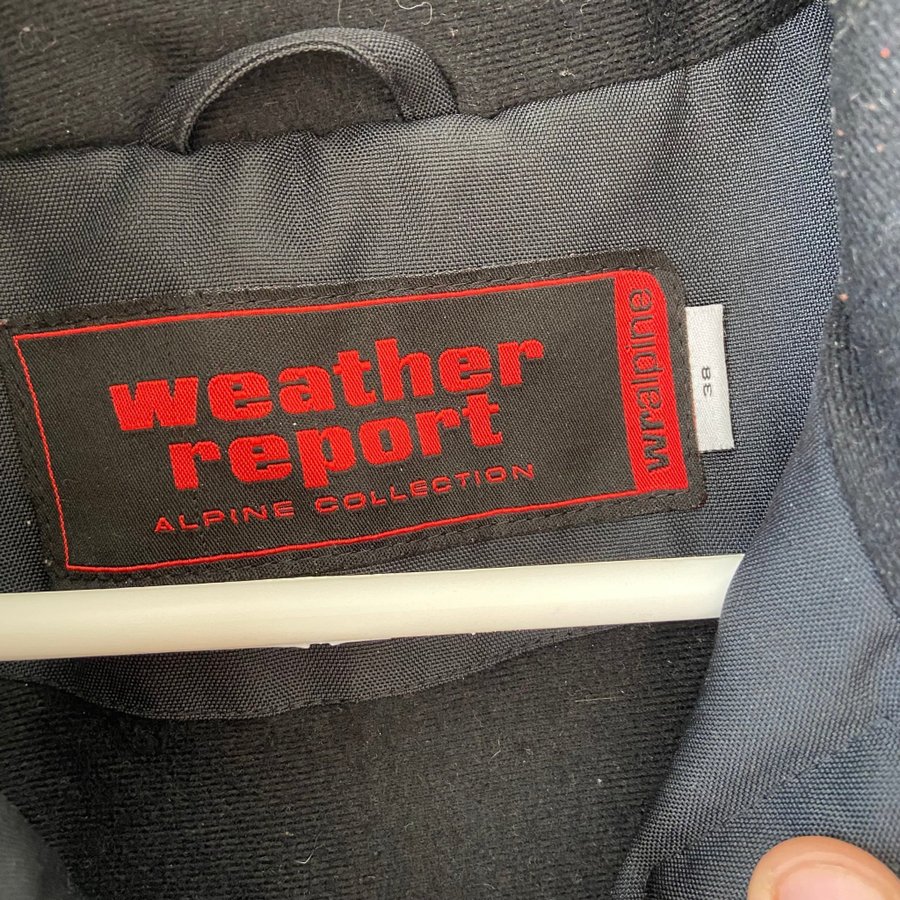 weather
report
ALPINE COLLECTION
wralpine
38